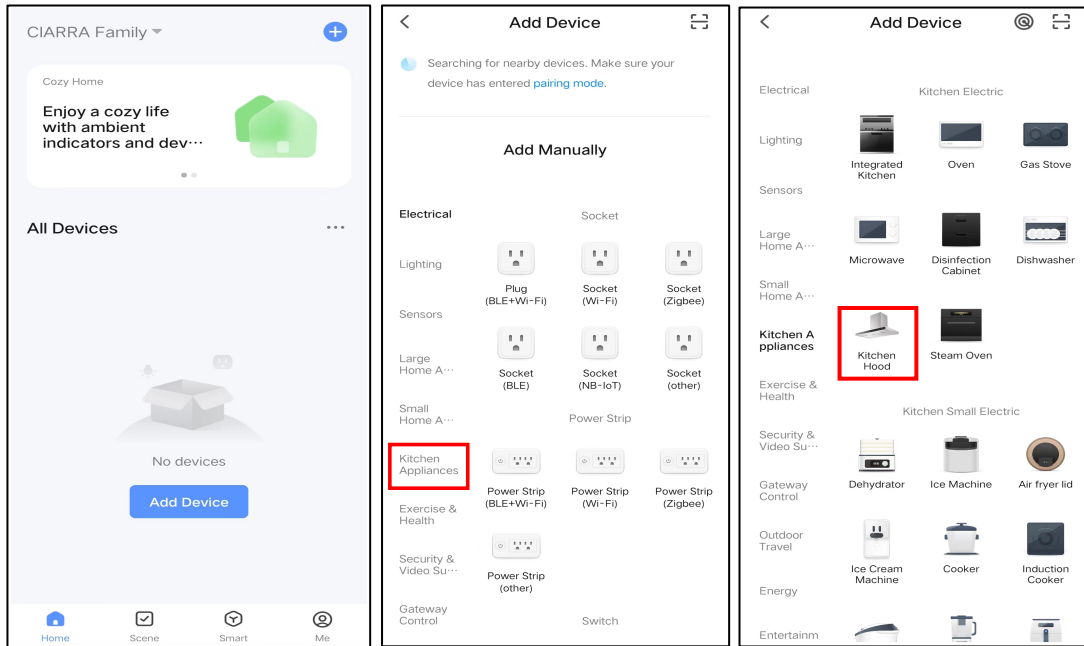 CIARRA Family
Cozy Home
Enjoy a cozy life
with ambient
indicators and dev···
All Devices
···
No devices
Add Device
Home
Scene
Smart
Me
Add Device
Searching for nearby devices. Make sure your
device has entered pairing mode.
Add Manually
Electrical
Lighting
Sensors
Large
Home A···
Small
Home A···
Kitchen
Appliances
Exercise &
Health
Security &
Video Su···
Gateway
Control
Socket
Plug
(BLE+Wi-Fi)
Socket
(Wi-Fi)
Socket
(Zigbee)
Socket
(BLE)
Socket
(NB-IoT)
Socket
(other)
Power Strip
Power Strip
(BLE+Wi-Fi)
Power Strip
(Wi-Fi)
Power Strip
(Zigbee)
Power Strip
(other)
Switch
Add Device
Electrical
Lighting
Sensors
Large
Home A···
Small
Home A···
Kitchen A
ppliances
Exercise &
Health
Security &
Video Su···
Gateway
Control
Outdoor
Travel
Energy
Entertainm
Kitchen Electric
Integrated
Kitchen
Oven
Gas Stove
Microwave
Disinfection
Cabinet
Dishwasher
Kitchen
Hood
Steam Oven
Kitchen Small Electric
Dehydrator
Ice Machine
Air fryer lid
Ice Cream
Machine
Cooker
Induction
Cooker